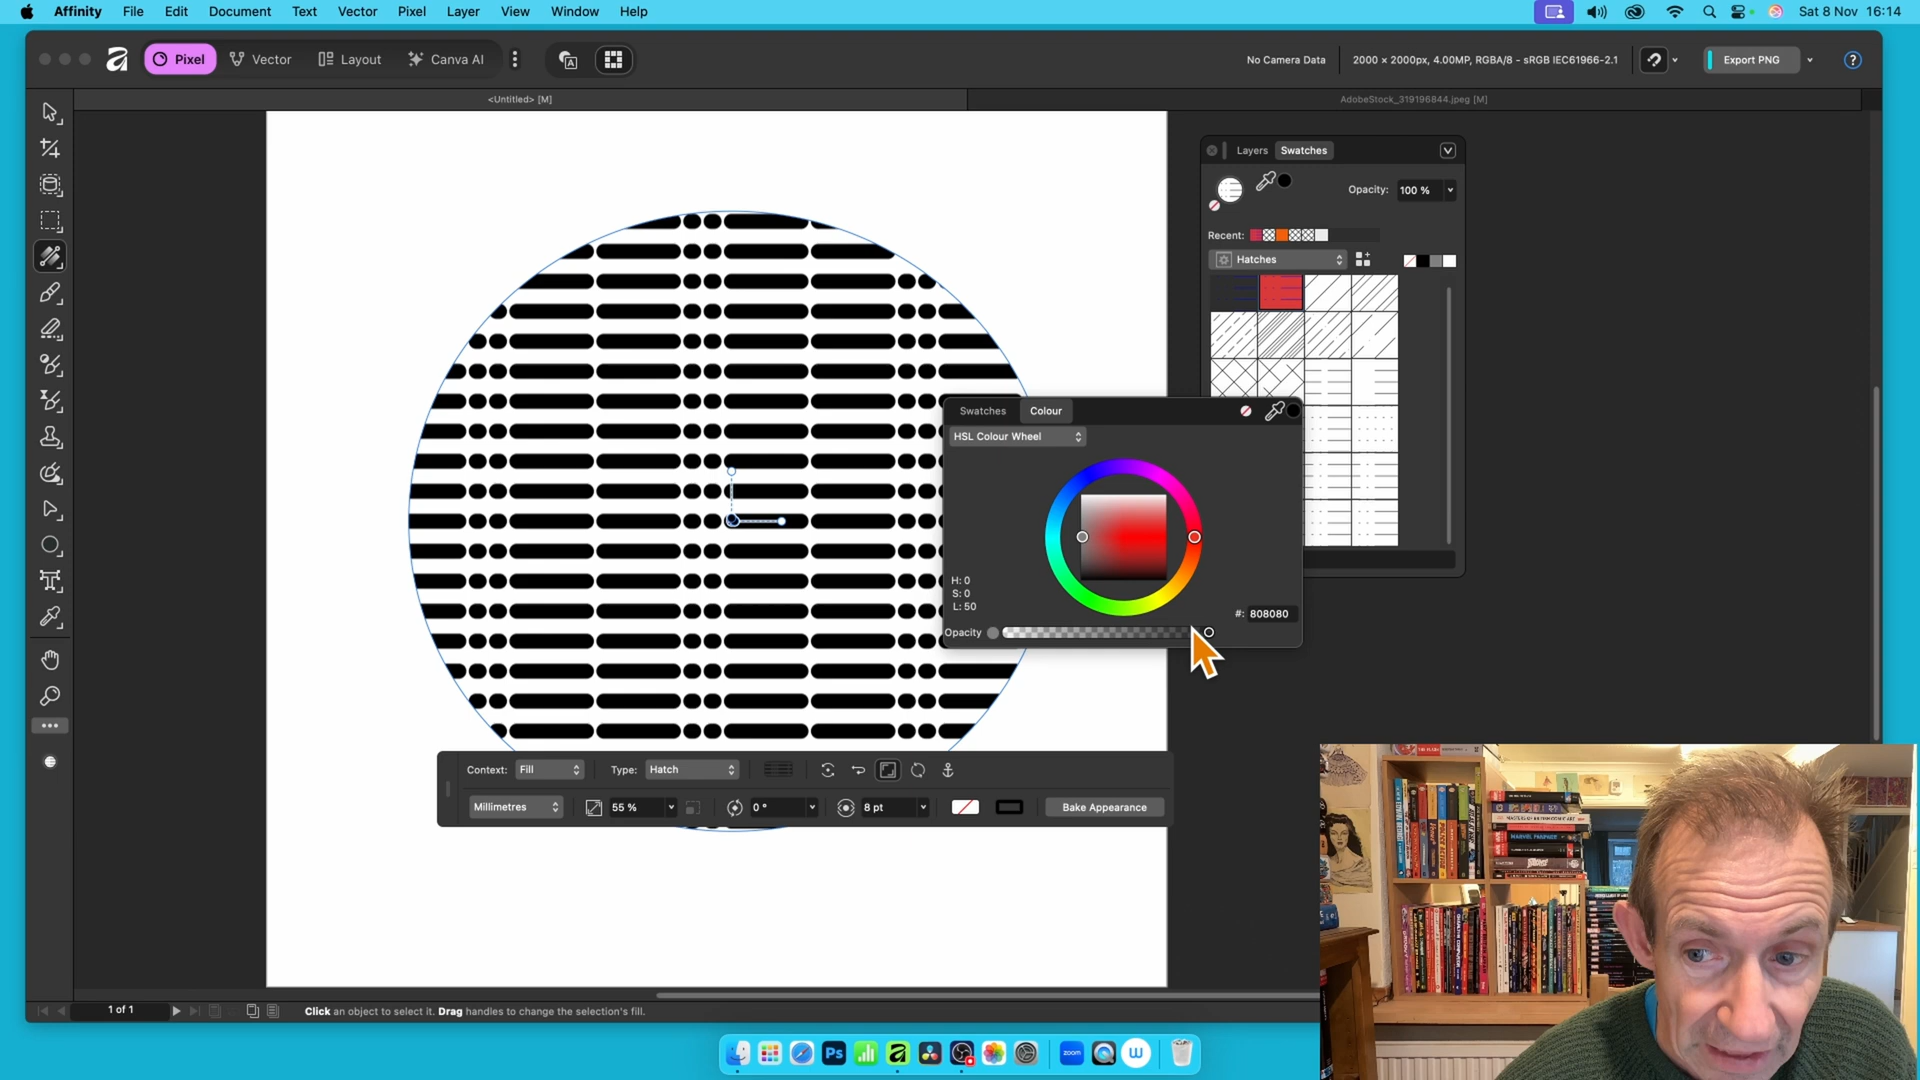 Affinity File Edit Document Text Vector Pixel Layer View Window Help Sat 8 Nov 16:14
Pixel Vector Layout Canva AI No Camera Data 2000 × 2000px, 4.00MP, RGBA/8 - sRGB IEC61966-2.1 Export PNG ?
<Untitled> [M] AdobeStock_319196844.jpeg [M]
Layers Swatches
Opacity: 100 %
Recent:
Hatches
Swatches Colour
HSL Colour Wheel
H: 0
S: 0
L: 50
#: 808080
Opacity
Context: Fill Type: Hatch
Millimetres 55 % 0 ° 8 pt Bake Appearance
1 of 1 Click an object to select it. Drag handles to change the selection's fill.
Ps zoom W
MARVEL